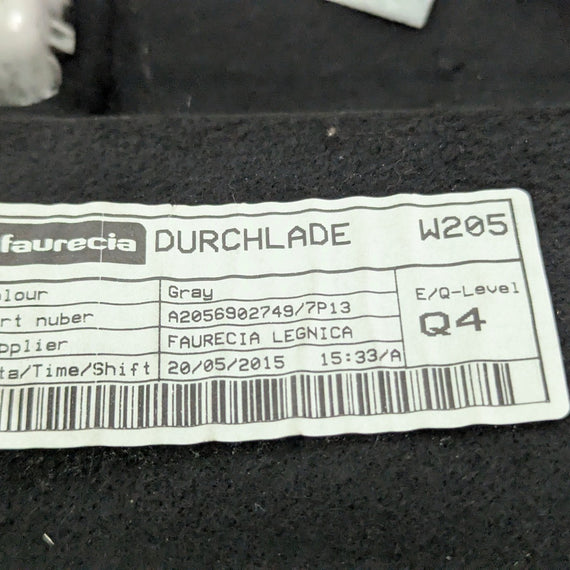 faurecia DURCHLADE W205
olour Gray
rt nuber A2056902749/7P13
pplier FAURECIA LEGNICA
ta/Time/Shift 20/05/2015 15:33/A
E/Q-Level
Q4